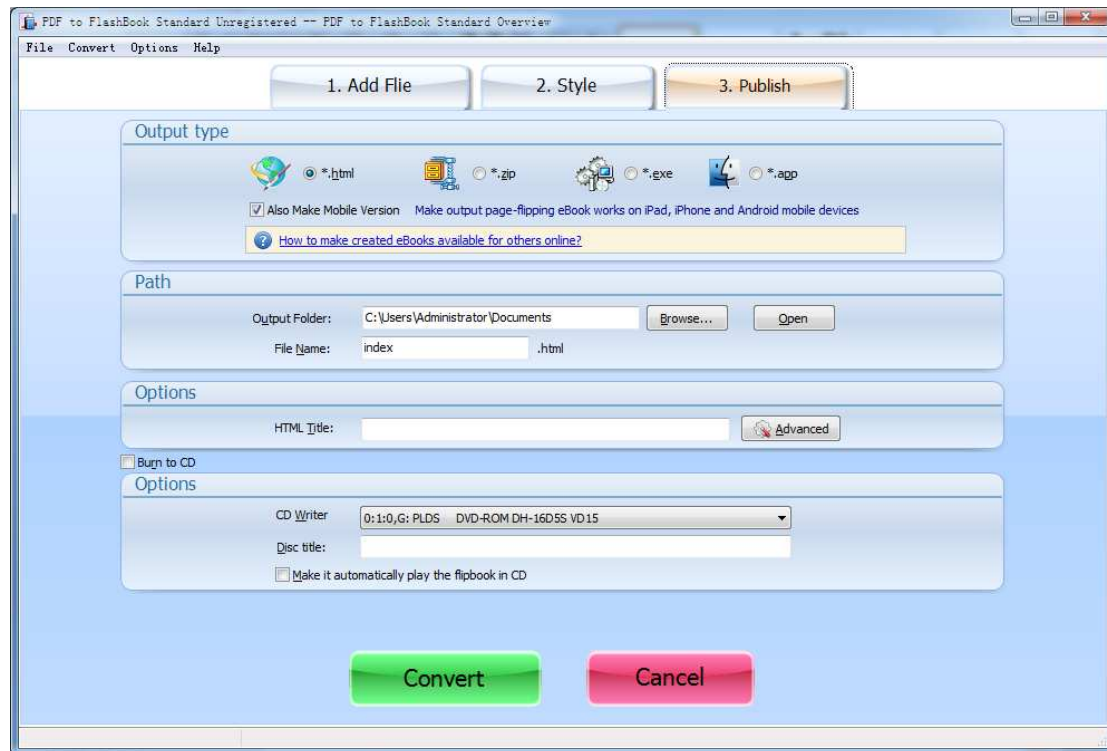 PDF to FlashBook Standard Unregistered -- PDF to FlashBook Standard Overview
File Convert Options Help
1. Add Flie 2. Style 3. Publish
Output type
*.html *.zip *.exe *.app
Also Make Mobile Version Make output page-flipping eBook works on iPad, iPhone and Android mobile devices
How to make created eBooks available for others online?
Path
Output Folder: C:\Users\Administrator\Documents Browse... Open
File Name: index .html
Options
HTML Title: Advanced
Burn to CD
Options
CD Writer 0:1:0,G: PLDS DVD-ROM DH-16D5S VD15
Disc title:
Make it automatically play the flipbook in CD
Convert Cancel